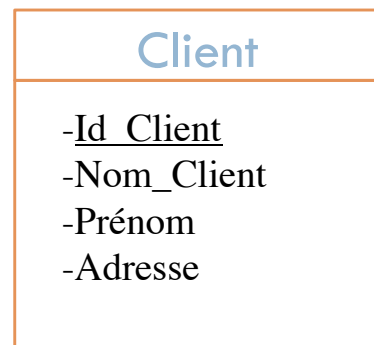 Client
-Id_Client
-Nom_Client
-Prénom
-Adresse